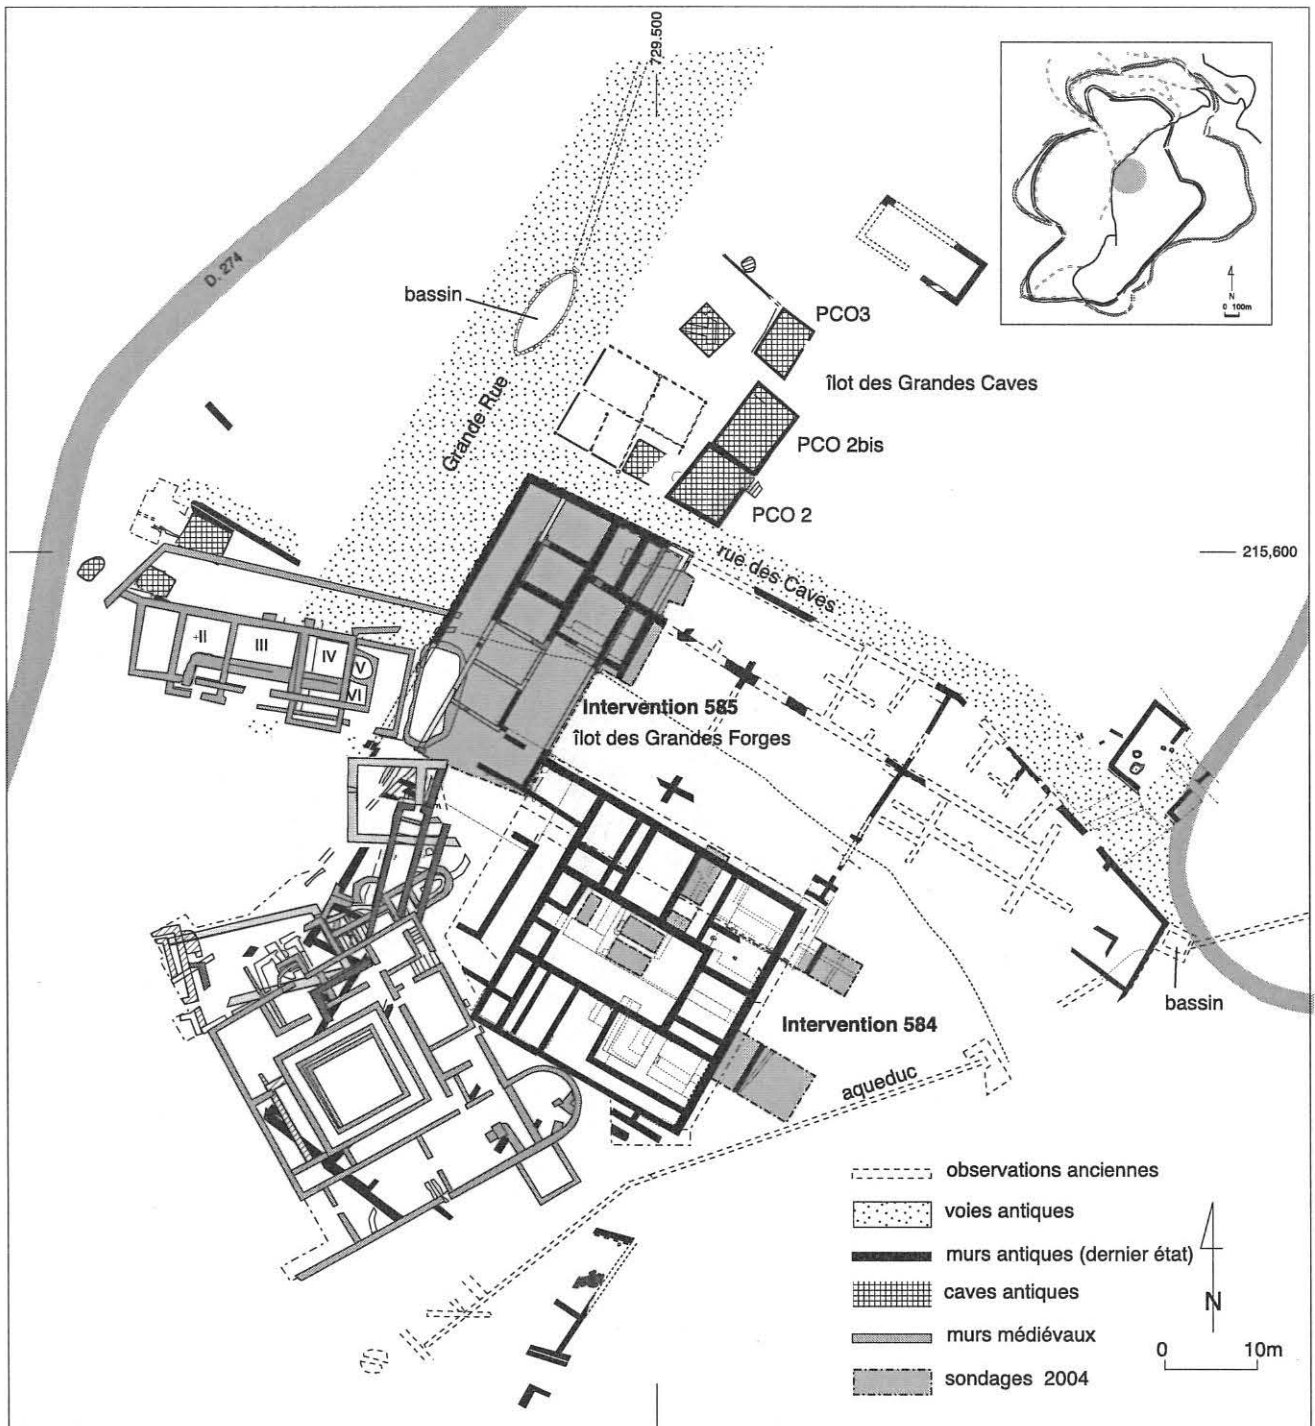 729.500
D. 274
N
0 100m
bassin
PCO3
îlot des Grandes Caves
Grande Rue
PCO 2bis
PCO 2
rue des Caves
215,600
II
III
IV
V
VI
Intervention 585
îlot des Grandes Forges
bassin
Intervention 584
aqueduc
observations anciennes
voies antiques
murs antiques (dernier état)
caves antiques
murs médiévaux
sondages 2004
N
0 10m